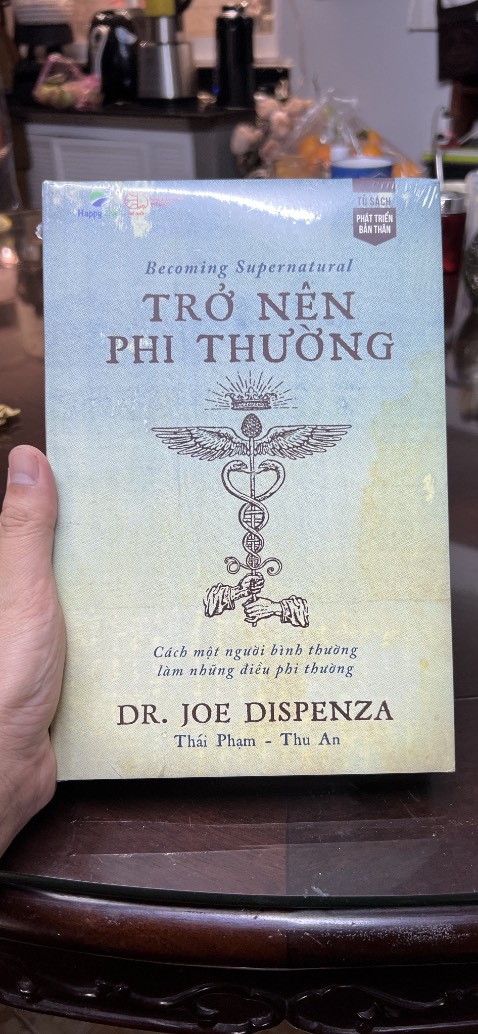 Happy
TỦ SÁCH
PHÁT TRIỂN
BẢN THÂN
Becoming Supernatural
TRỞ NÊN
PHI THƯỜNG
Cách một người bình thường
làm những điều phi thường
DR. JOE DISPENZA
Thái Phạm - Thu An